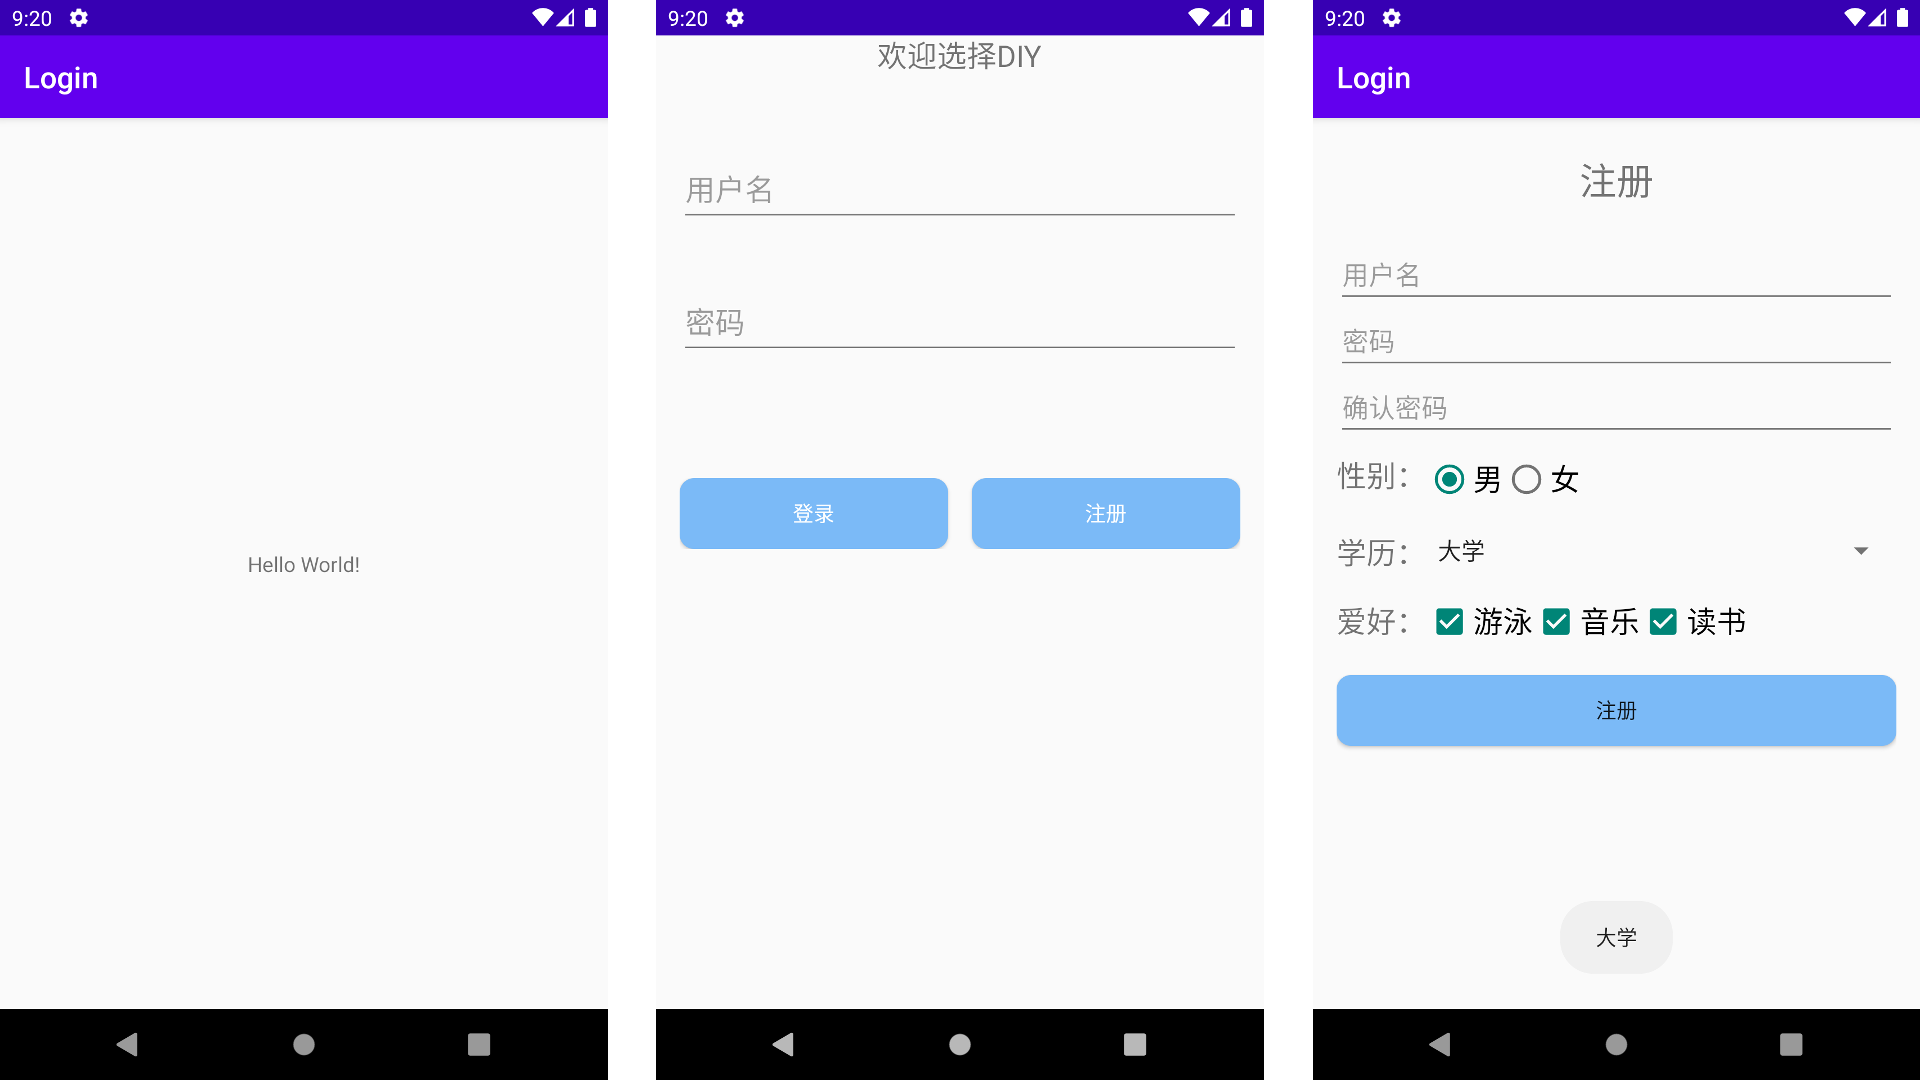 9:20
Login
Hello World!
9:20
欢迎选择DIY
用户名
密码
登录 注册
9:20
Login
注册
用户名
密码
确认密码
性别： 男 女
学历： 大学
爱好： 游泳 音乐 读书
注册
大学